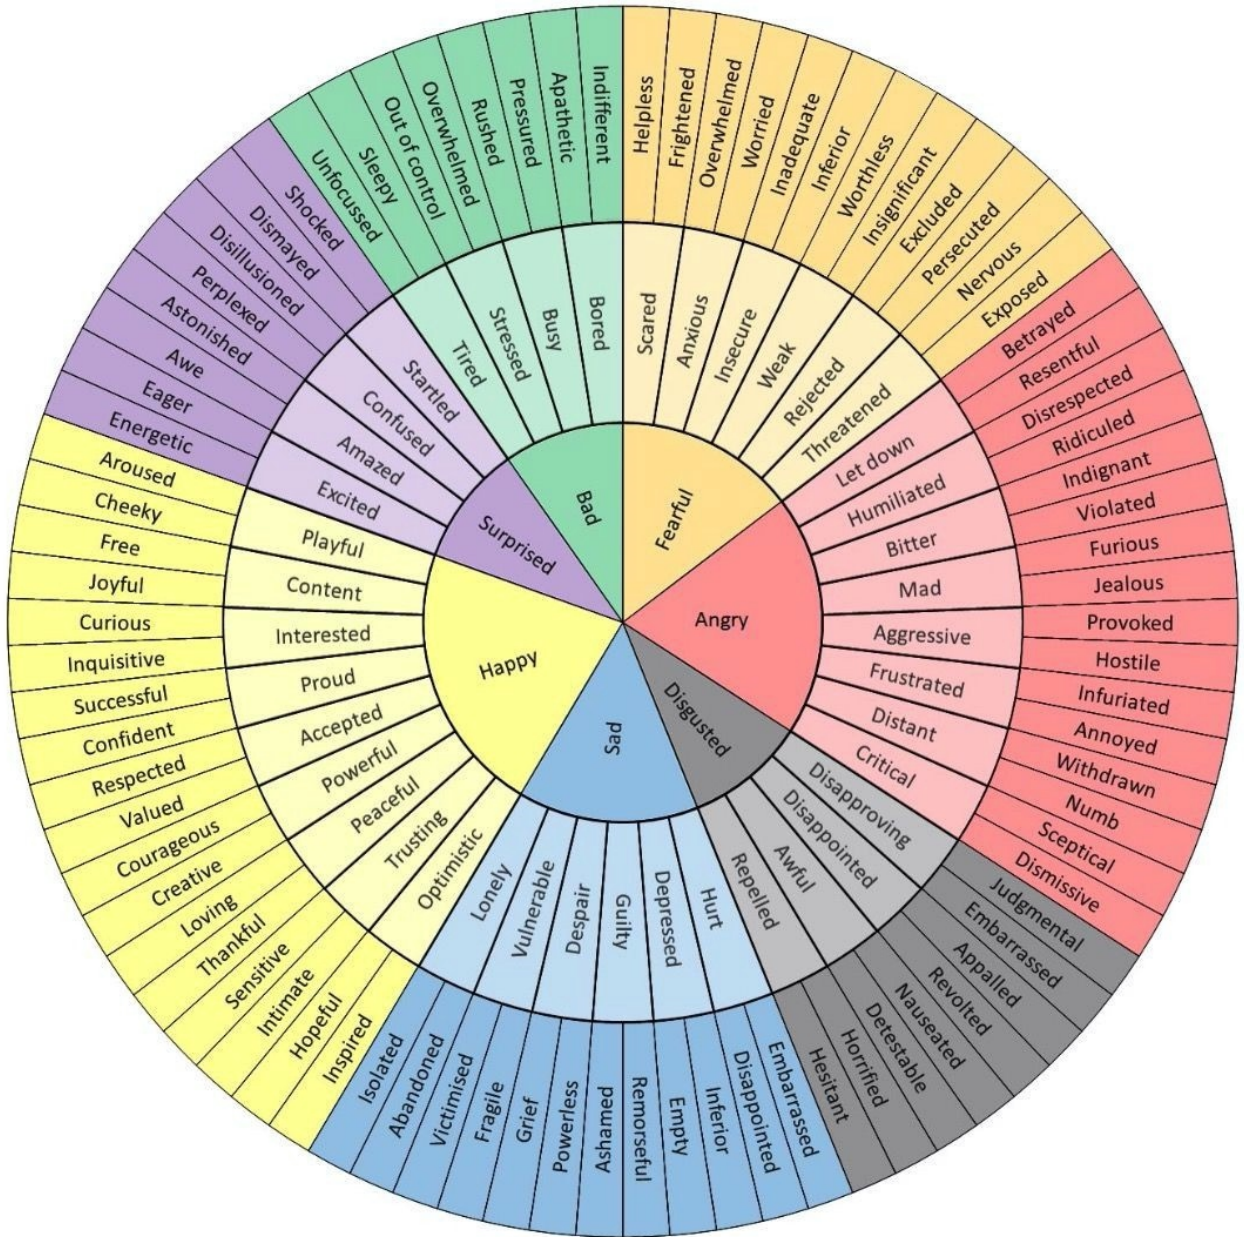 Fearful
Angry
Disgusted
Sad
Happy
Surprised
Bad
Scared
Anxious
Insecure
Weak
Rejected
Threatened
Let down
Humiliated
Bitter
Mad
Aggressive
Frustrated
Distant
Critical
Disapproving
Disappointed
Awful
Repelled
Hurt
Depressed
Guilty
Despair
Vulnerable
Lonely
Optimistic
Trusting
Peaceful
Powerful
Accepted
Proud
Interested
Content
Playful
Excited
Amazed
Confused
Startled
Tired
Stressed
Busy
Bored
Helpless
Frightened
Overwhelmed
Worried
Inadequate
Inferior
Worthless
Insignificant
Excluded
Persecuted
Nervous
Exposed
Betrayed
Resentful
Disrespected
Ridiculed
Indignant
Violated
Furious
Jealous
Provoked
Hostile
Infuriated
Annoyed
Withdrawn
Numb
Sceptical
Dismissive
Judgmental
Embarrassed
Appalled
Revolted
Nauseated
Detestable
Horrified
Hesitant
Embarrassed
Disappointed
Inferior
Empty
Remorseful
Ashamed
Powerless
Grief
Fragile
Victimised
Abandoned
Isolated
Inspired
Hopeful
Intimate
Sensitive
Thankful
Loving
Creative
Courageous
Valued
Respected
Confident
Successful
Inquisitive
Curious
Joyful
Free
Cheeky
Aroused
Energetic
Eager
Awe
Astonished
Perplexed
Disillusioned
Dismayed
Shocked
Unfocussed
Sleepy
Out of control
Overwhelmed
Rushed
Pressured
Apathetic
Indifferent